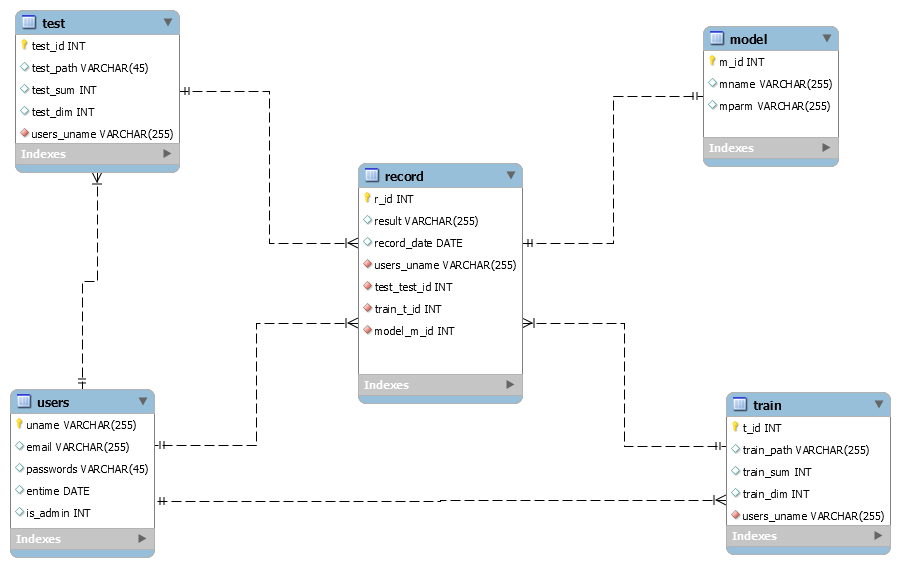 test
test_id INT
test_path VARCHAR(45)
test_sum INT
test_dim INT
users_uname VARCHAR(255)
Indexes
model
m_id INT
mname VARCHAR(255)
mparm VARCHAR(255)
Indexes
record
r_id INT
result VARCHAR(255)
record_date DATE
users_uname VARCHAR(255)
test_test_id INT
train_t_id INT
model_m_id INT
Indexes
users
uname VARCHAR(255)
email VARCHAR(255)
passwords VARCHAR(45)
entime DATE
is_admin INT
Indexes
train
t_id INT
train_path VARCHAR(255)
train_sum INT
train_dim INT
users_uname VARCHAR(255)
Indexes